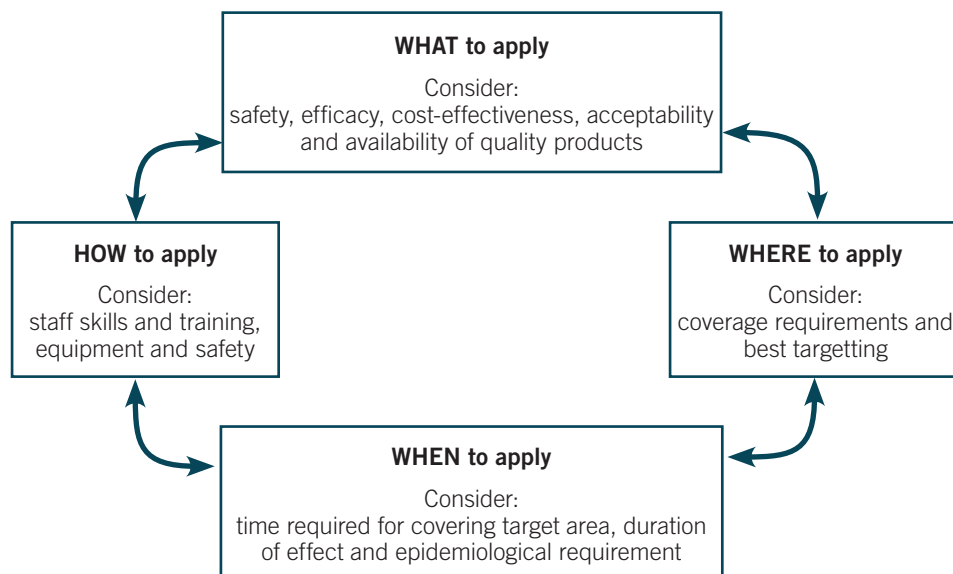 WHAT to apply
Consider:
safety, efficacy, cost-effectiveness, acceptability
and availability of quality products
HOW to apply
Consider:
staff skills and training,
equipment and safety
WHERE to apply
Consider:
coverage requirements and
best targetting
WHEN to apply
Consider:
time required for covering target area, duration
of effect and epidemiological requirement